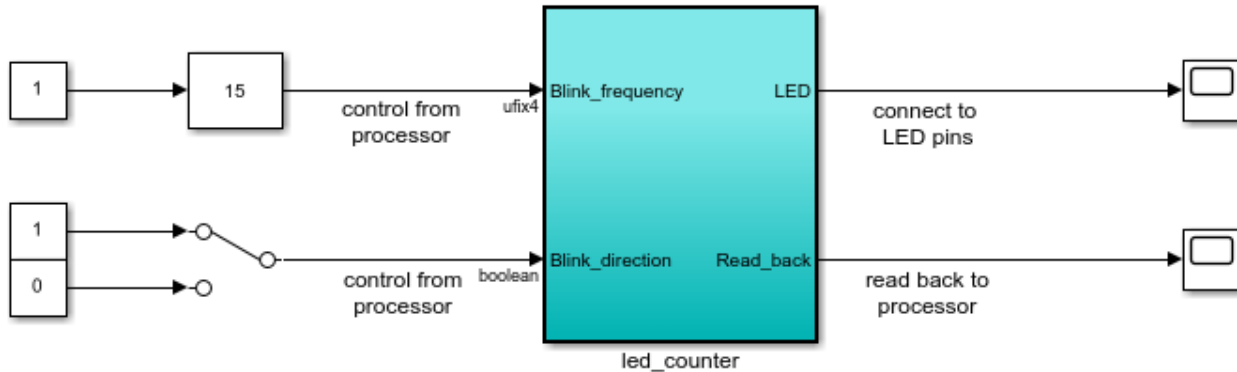 1
15
control from
processor
ufix4
Blink_frequency
LED
connect to
LED pins
1
0
control from
processor
boolean
Blink_direction
Read_back
read back to
processor
led_counter